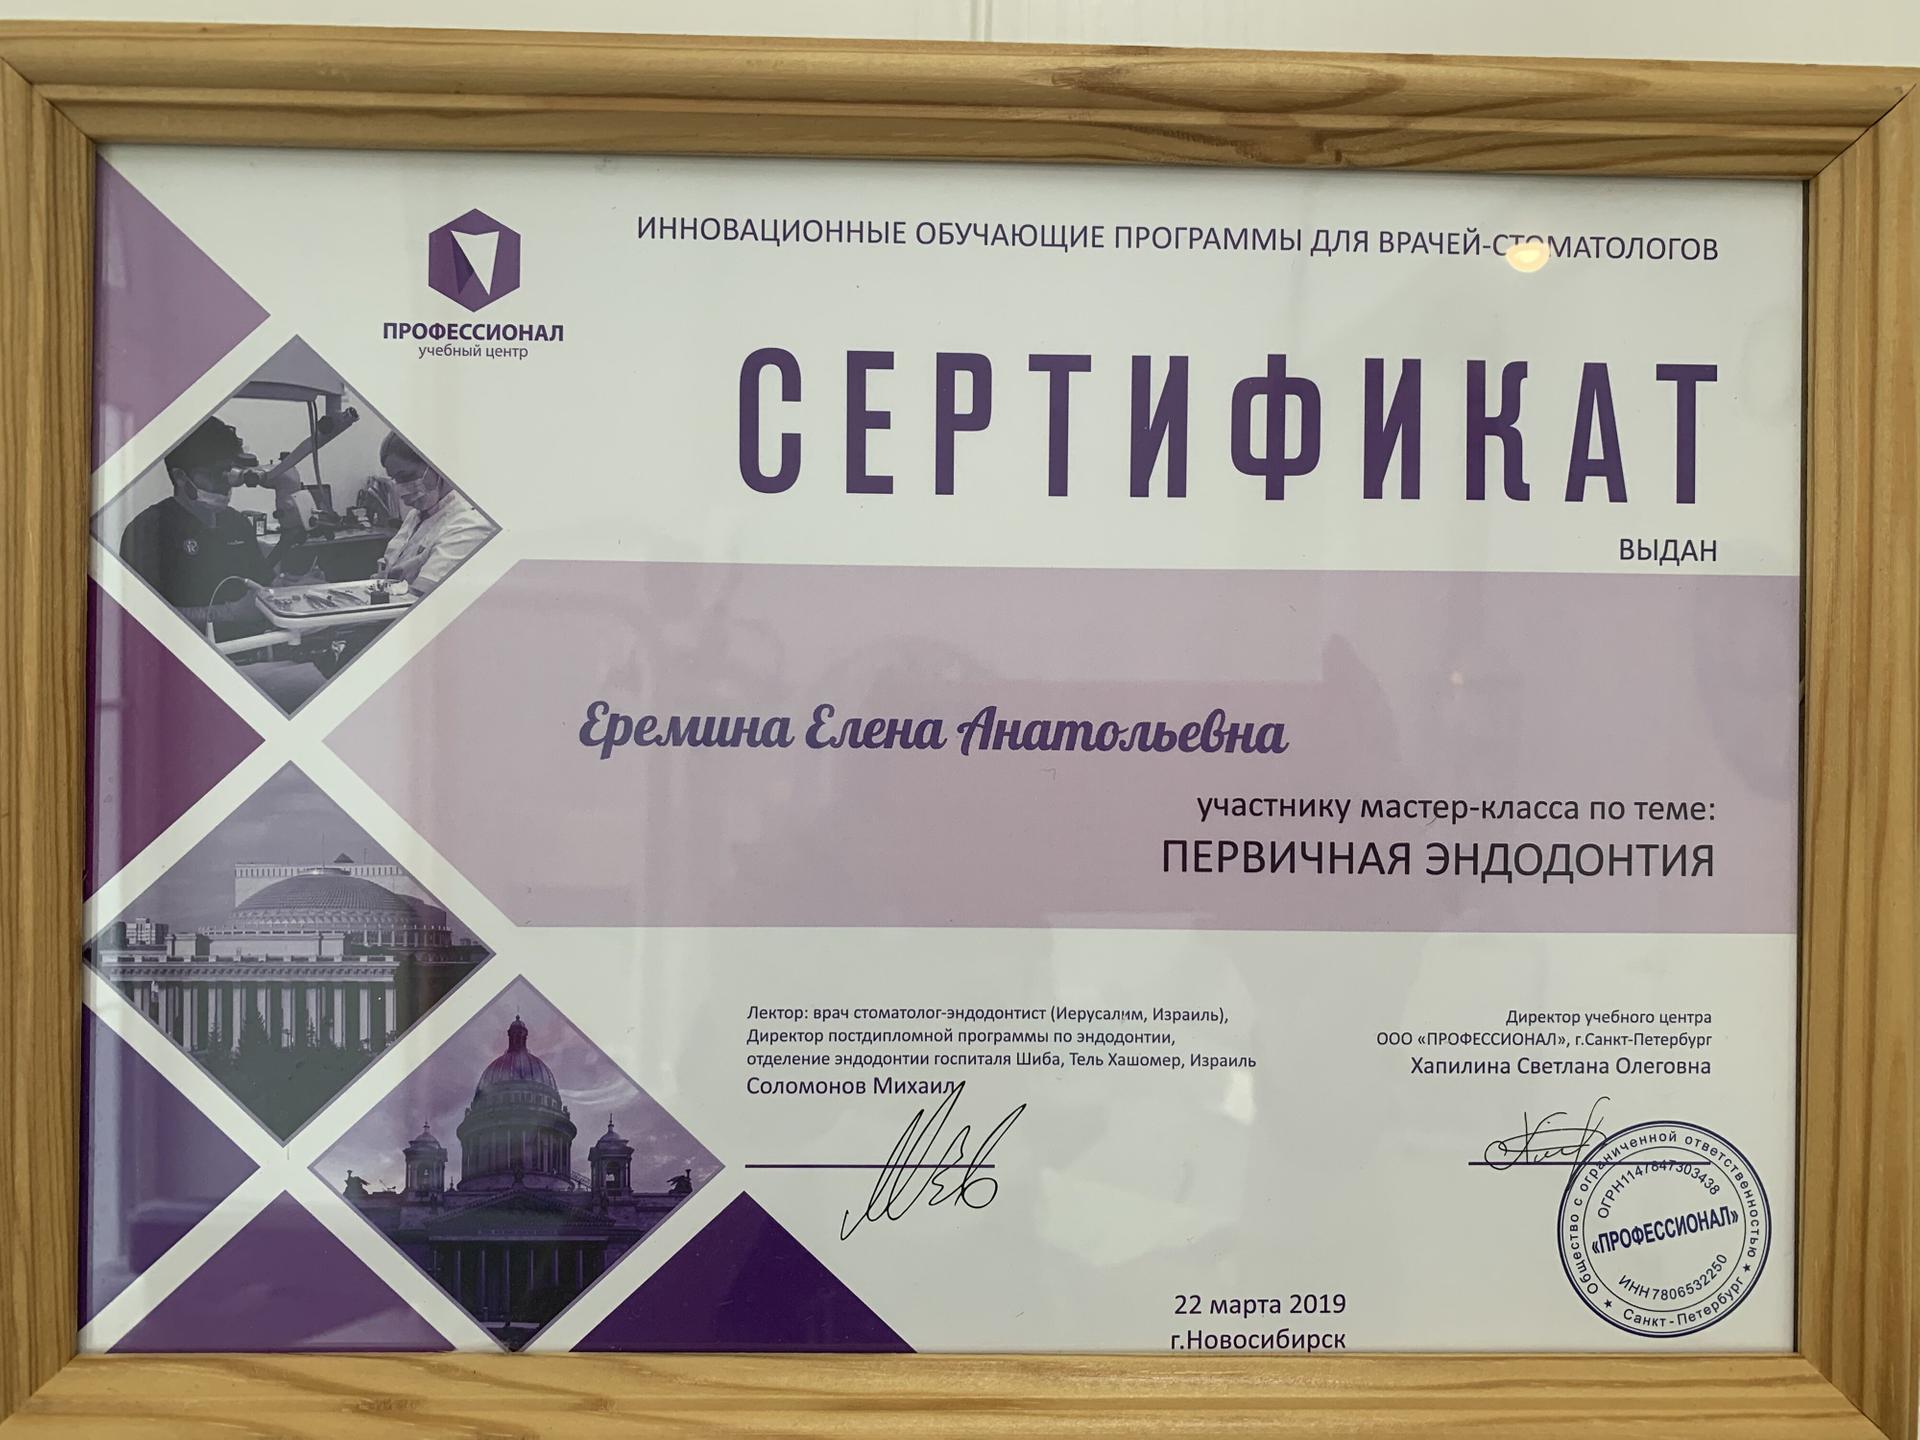 ИННОВАЦИОННЫЕ ОБУЧАЮЩИЕ ПРОГРАММЫ ДЛЯ ВРАЧЕЙ-СТОМАТОЛОГОВ
ПРОФЕССИОНАЛ
учебный центр
СЕРТИФИКАТ
ВЫДАН
Еремина Елена Анатольевна
участнику мастер-класса по теме:
ПЕРВИЧНАЯ ЭНДОДОНТИЯ
Лектор: врач стоматолог-эндодонтист (Иерусалим, Израиль),
Директор постдипломной программы по эндодонтии,
отделение эндодонтии госпиталя Шиба, Тель Хашомер, Израиль
Соломонов Михаил
Директор учебного центра
ООО «ПРОФЕССИОНАЛ», г.Санкт-Петербург
Хапилина Светлана Олеговна
Общество с ограниченной ответственностью
ОГРН1147847303438
«ПРОФЕССИОНАЛ»
ИНН7806532250
Санкт-Петербург
22 марта 2019
г.Новосибирск